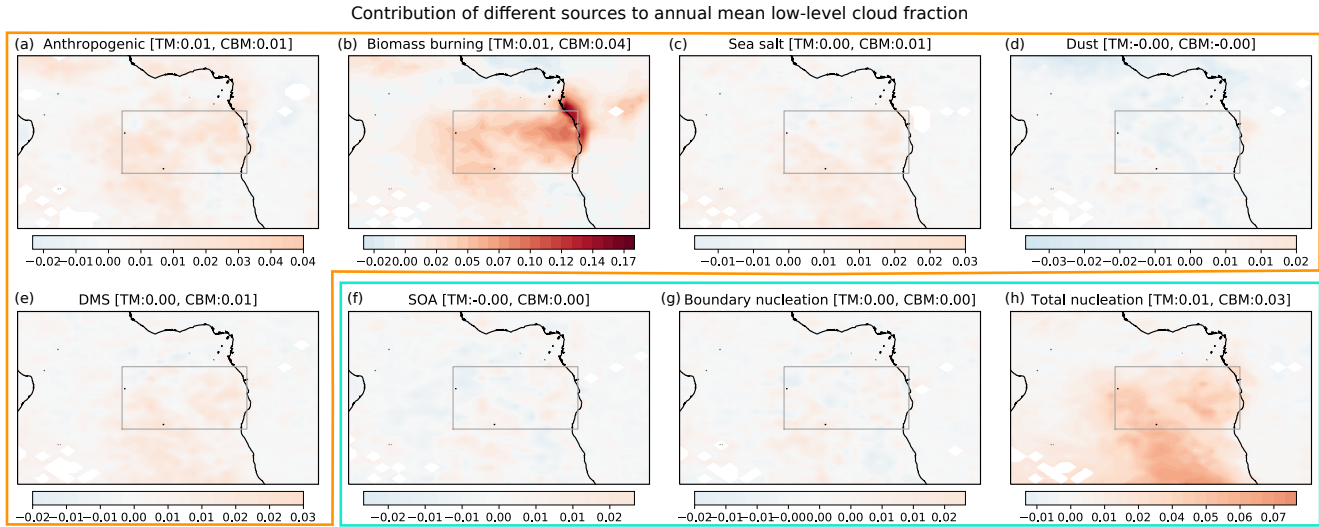 Contribution of different sources to annual mean low-level cloud fraction
(a) Anthropogenic [TM:0.01, CBM:0.01]
(b) Biomass burning [TM:0.01, CBM:0.04]
(c) Sea salt [TM:0.00, CBM:0.01]
(d) Dust [TM:-0.00, CBM:-0.00]
−0.02−0.01 0.00 0.01 0.01 0.02 0.03 0.04 0.04
−0.02 0.00 0.02 0.05 0.07 0.10 0.12 0.14 0.17
−0.01−0.01 0.00 0.01 0.01 0.02 0.03 0.03
−0.03−0.02−0.01−0.01 0.00 0.01 0.01 0.02
(e) DMS [TM:0.00, CBM:0.01]
(f) SOA [TM:-0.00, CBM:0.00]
(g) Boundary nucleation [TM:0.00, CBM:0.00]
(h) Total nucleation [TM:0.01, CBM:0.03]
−0.02−0.01−0.01 0.00 0.01 0.01 0.02 0.03
−0.02 −0.01−0.01 0.00 0.01 0.01 0.02
−0.02−0.01−0.01−0.000.00 0.01 0.01 0.02
−0.01 0.00 0.01 0.02 0.04 0.05 0.06 0.07